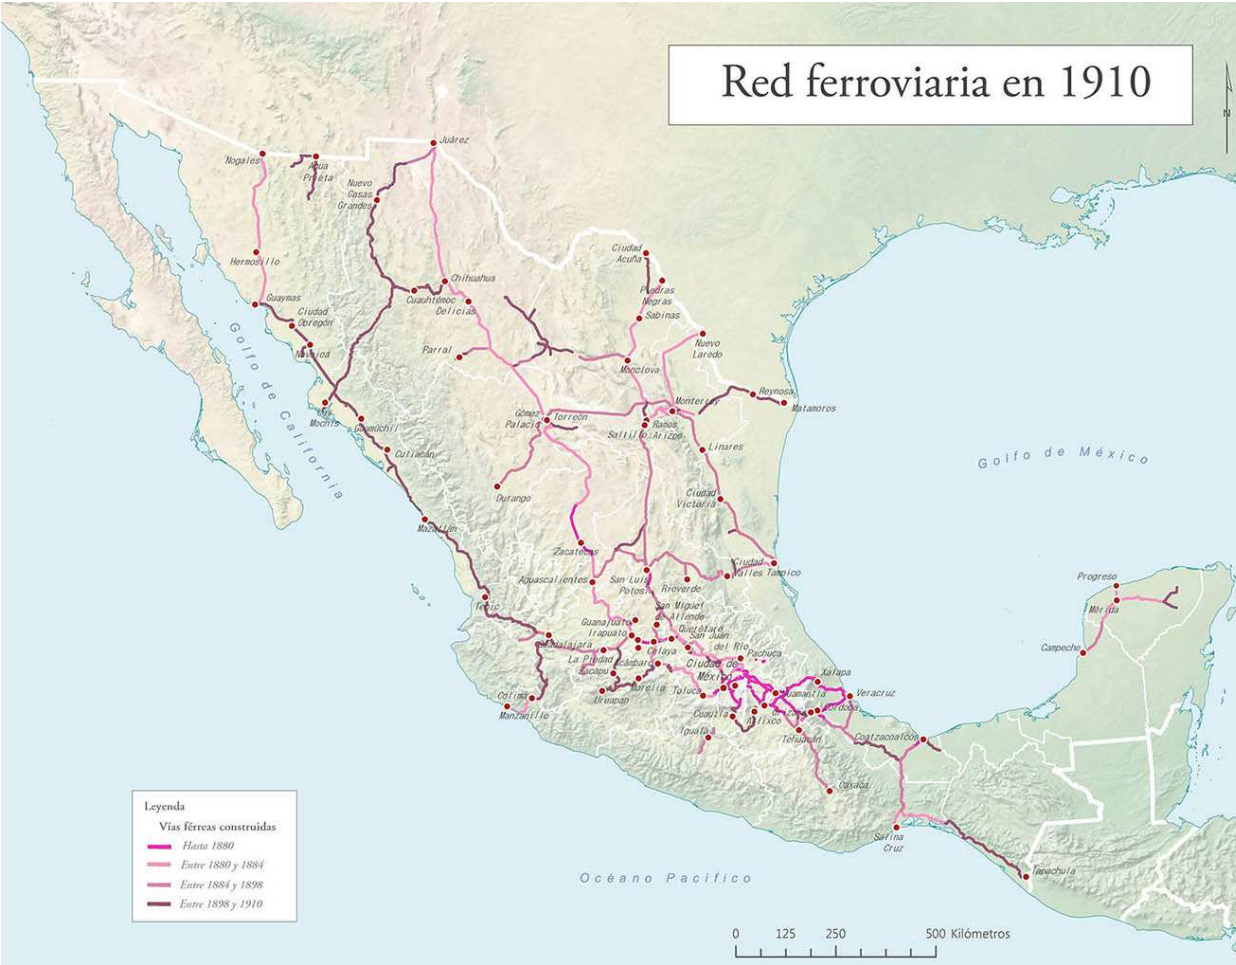 Red ferroviaria en 1910
N
Juárez
Nogales
Agua
Prieta
Nuevo
Casas
Grandes
Ciudad
Acuña
Hermosillo
Chihuahua
Piedras
Negras
Guaymas
Cuauhtémoc
Delicias
Sabinas
Ciudad
Obregón
Nuevo
Laredo
Navojoa
Parral
Monclova
Reynosa
Matamoros
Los
Mochis
Guamúchil
Gómez
Palacio
Torreón
Monterrey
Ramos
Arizpe
Saltillo
Culiacán
Linares
Golfo de California
Golfo de México
Durango
Ciudad
Victoria
Mazatlán
Zacatecas
Ciudad
Valles
Tampico
Aguascalientes
San Luis
Potosí
Rioverde
Progreso
Mérida
Tepic
San Miguel
de Allende
Guanajuato
Irapuato
Querétaro
San Juan
del Río
Guadalajara
Celaya
Pachuca
Campeche
La Piedad
Zacapu
Acámbaro
Ciudad de
México
Xalapa
Morelia
Toluca
Huamantla
Veracruz
Colima
Uruapan
Manzanillo
Cuautla
Atlixco
Orizaba
Córdoba
Iguala
Tehuacán
Coatzacoalcos
Oaxaca
Salina
Cruz
Tapachula
Océano Pacífico
Leyenda
Vías férreas construidas
Hasta 1880
Entre 1880 y 1884
Entre 1884 y 1898
Entre 1898 y 1910
0 125 250 500 Kilómetros